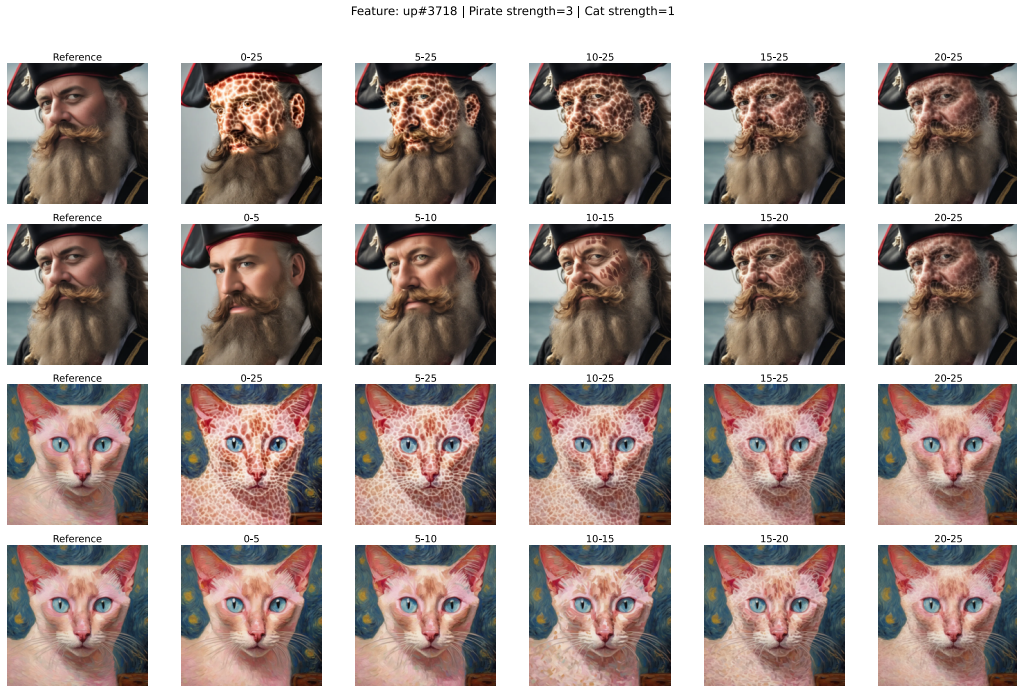 Feature: up#3718 | Pirate strength=3 | Cat strength=1
Reference 0-25 5-25 10-25 15-25 20-25
Reference 0-5 5-10 10-15 15-20 20-25
Reference 0-25 5-25 10-25 15-25 20-25
Reference 0-5 5-10 10-15 15-20 20-25